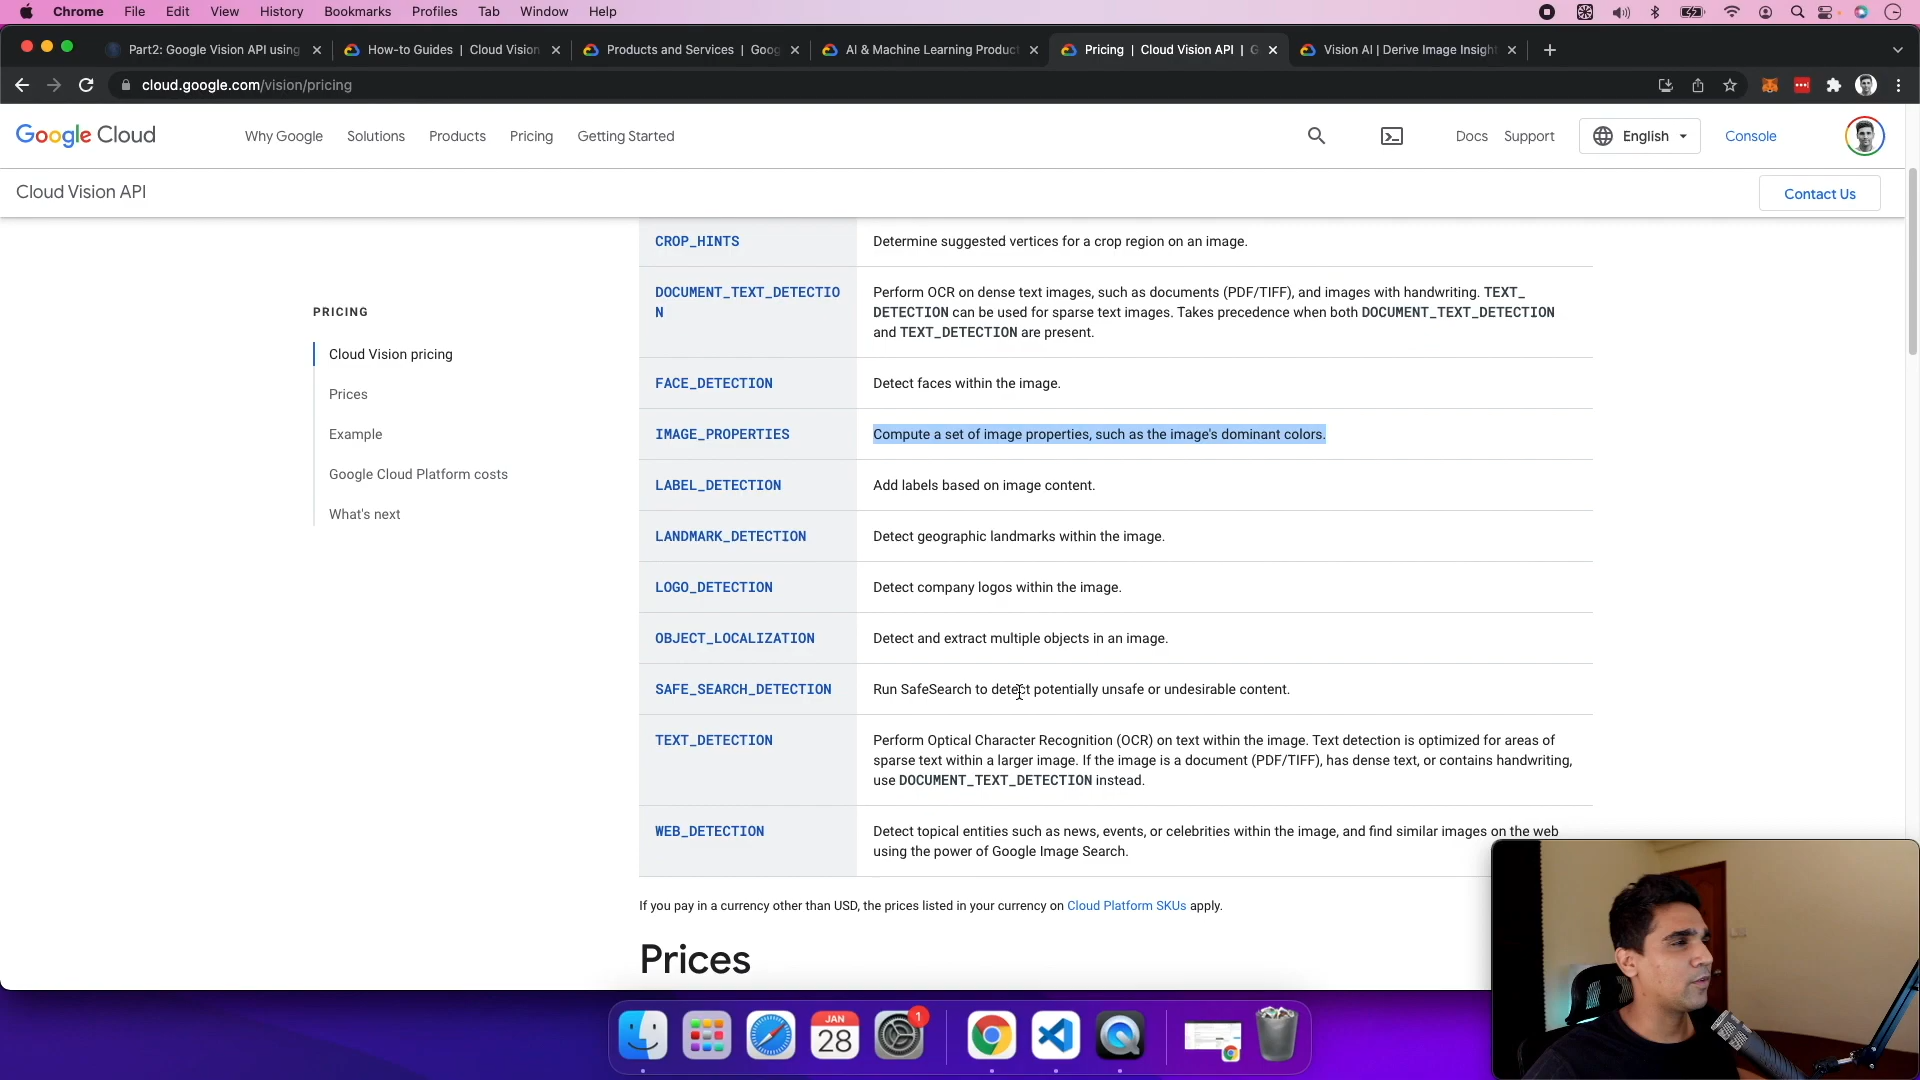 Chrome File Edit View History Bookmarks Profiles Tab Window Help
Part2: Google Vision API using
How-to Guides | Cloud Vision
Products and Services | Goog
AI & Machine Learning Product
Pricing | Cloud Vision API | G
Vision AI | Derive Image Insight
cloud.google.com/vision/pricing
Google Cloud Why Google Solutions Products Pricing Getting Started Docs Support English Console
Cloud Vision API Contact Us
PRICING
Cloud Vision pricing
Prices
Example
Google Cloud Platform costs
What's next
CROP_HINTS Determine suggested vertices for a crop region on an image.
DOCUMENT_TEXT_DETECTIO
N
Perform OCR on dense text images, such as documents (PDF/TIFF), and images with handwriting. TEXT_
DETECTION can be used for sparse text images. Takes precedence when both DOCUMENT_TEXT_DETECTION
and TEXT_DETECTION are present.
FACE_DETECTION Detect faces within the image.
IMAGE_PROPERTIES Compute a set of image properties, such as the image's dominant colors.
LABEL_DETECTION Add labels based on image content.
LANDMARK_DETECTION Detect geographic landmarks within the image.
LOGO_DETECTION Detect company logos within the image.
OBJECT_LOCALIZATION Detect and extract multiple objects in an image.
SAFE_SEARCH_DETECTION Run SafeSearch to detect potentially unsafe or undesirable content.
TEXT_DETECTION Perform Optical Character Recognition (OCR) on text within the image. Text detection is optimized for areas of
sparse text within a larger image. If the image is a document (PDF/TIFF), has dense text, or contains handwriting,
use DOCUMENT_TEXT_DETECTION instead.
WEB_DETECTION Detect topical entities such as news, events, or celebrities within the image, and find similar images on the web
using the power of Google Image Search.
If you pay in a currency other than USD, the prices listed in your currency on Cloud Platform SKUs apply.
Prices
JAN
28
1